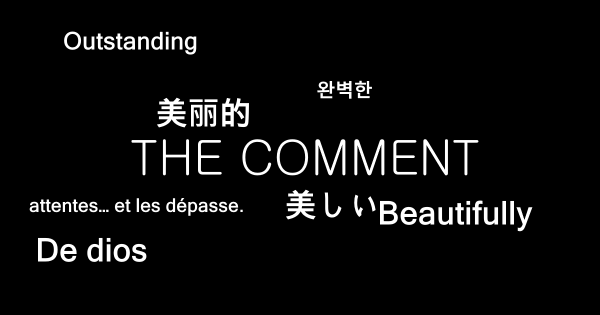 Outstanding
완벽한
美丽的
THE COMMENT
attentes... et les dépasse.
美しい
Beautifully
De dios